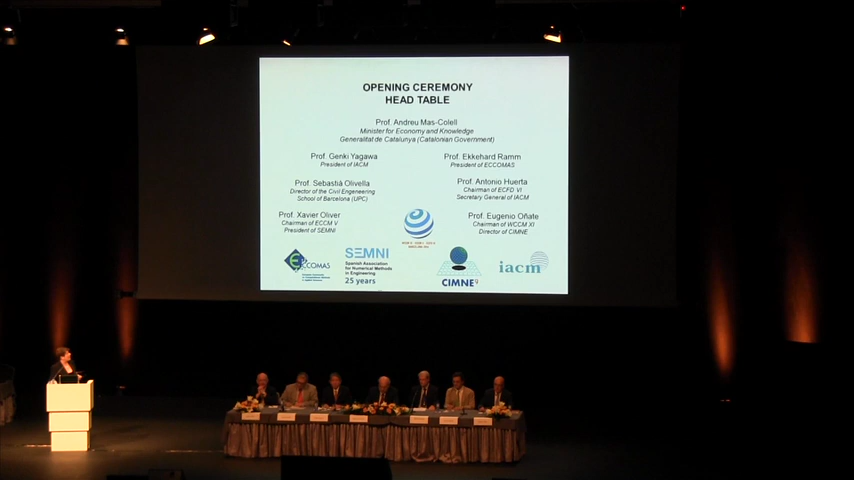 OPENING CEREMONY
HEAD TABLE
Prof. Andreu Mas-Colell
Minister for Economy and Knowledge
Generalitat de Catalunya (Catalonian Government)
Prof. Genki Yagawa
President of IACM
Prof. Ekkehard Ramm
President of ECCOMAS
Prof. Sebastià Olivella
Director of the Civil Engeneering
School of Barcelona (UPC)
Prof. Antonio Huerta
Chairman of ECFD VI
Secretary General of IACM
Prof. Xavier Oliver
Chairman of ECCM V
President of SEMNI
Prof. Eugenio Oñate
Chairman of WCCM XI
Director of CIMNE
ECCOMAS
SEMNI
Spanish Association
for Numerical Methods
in Engineering
25 years
CIMNE
iacm